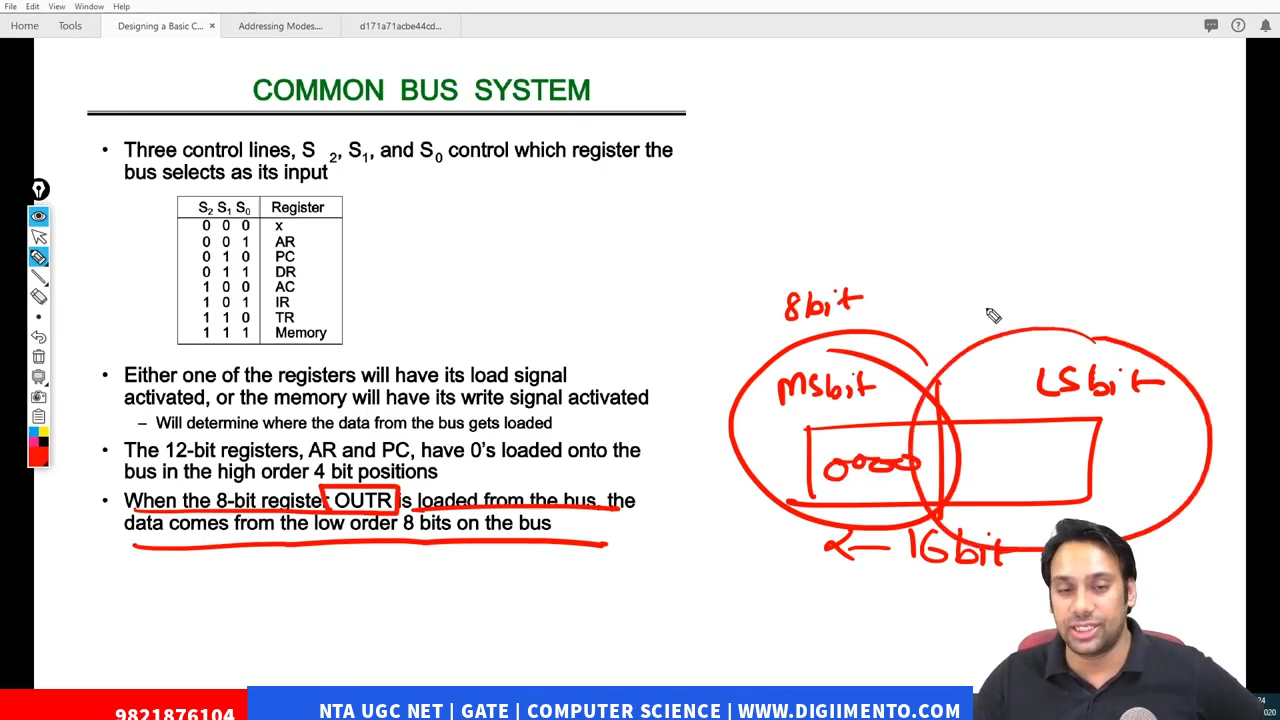 File Edit View Window Help
Home Tools Designing a Basic C... × Addressing Modes.... d171a71acbe44cd...
COMMON BUS SYSTEM
• Three control lines, S 2, S1, and S0 control which register the
bus selects as its input
S2 S1 S0 Register
0 0 0 x
0 0 1 AR
0 1 0 PC
0 1 1 DR
1 0 0 AC
1 0 1 IR
1 1 0 TR
1 1 1 Memory
8bit
MSbit LSbit
• Either one of the registers will have its load signal
activated, or the memory will have its write signal activated
– Will determine where the data from the bus gets loaded
• The 12-bit registers, AR and PC, have 0's loaded onto the
bus in the high order 4 bit positions
0000
• When the 8-bit register OUTR is loaded from the bus, the
data comes from the low order 8 bits on the bus
16bit
24
020
9821876104
NTA UGC NET | GATE | COMPUTER SCIENCE | WWW.DIGIIMENTO.COM